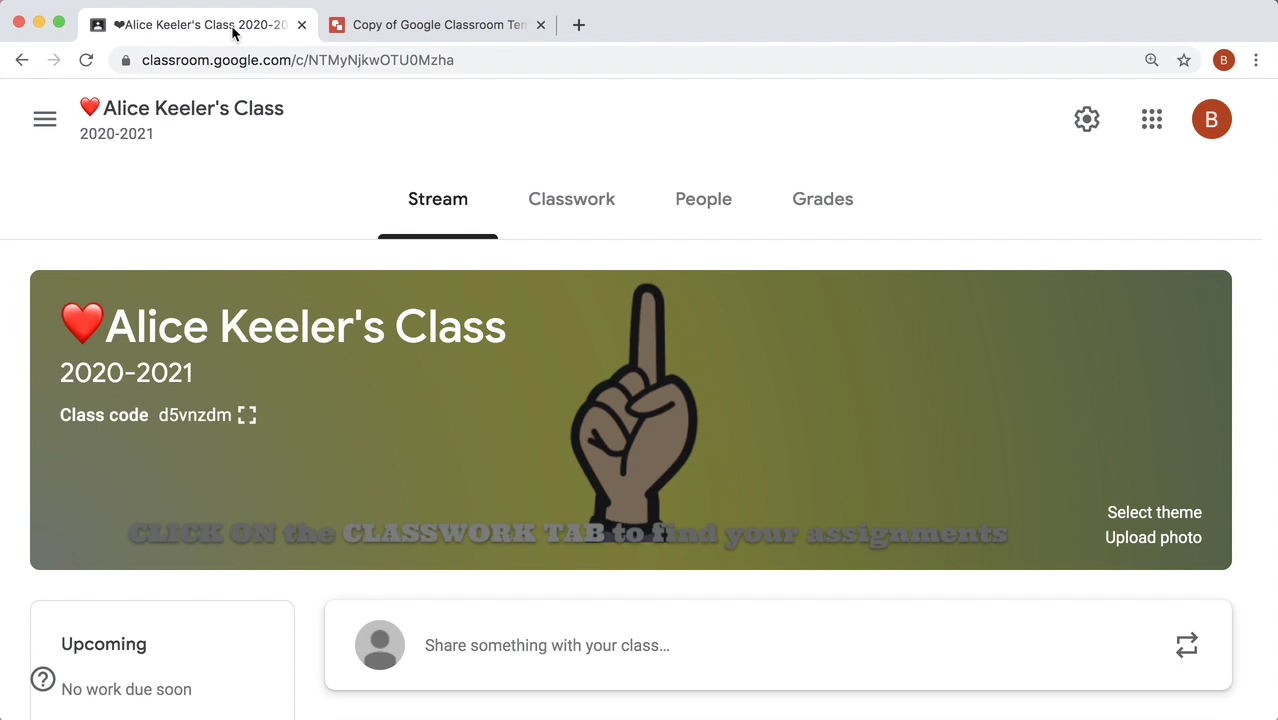 ❤Alice Keeler's Class 2020-20
Copy of Google Classroom Tem
classroom.google.com/c/NTMyNjkwOTU0Mzha
B
❤️Alice Keeler's Class
2020-2021
B
Stream
Classwork
People
Grades
❤️Alice Keeler's Class
2020-2021
Class code d5vnzdm
Select theme
Upload photo
CLICK ON the CLASSWORK TAB to find your assignments
Upcoming
No work due soon
?
Share something with your class...